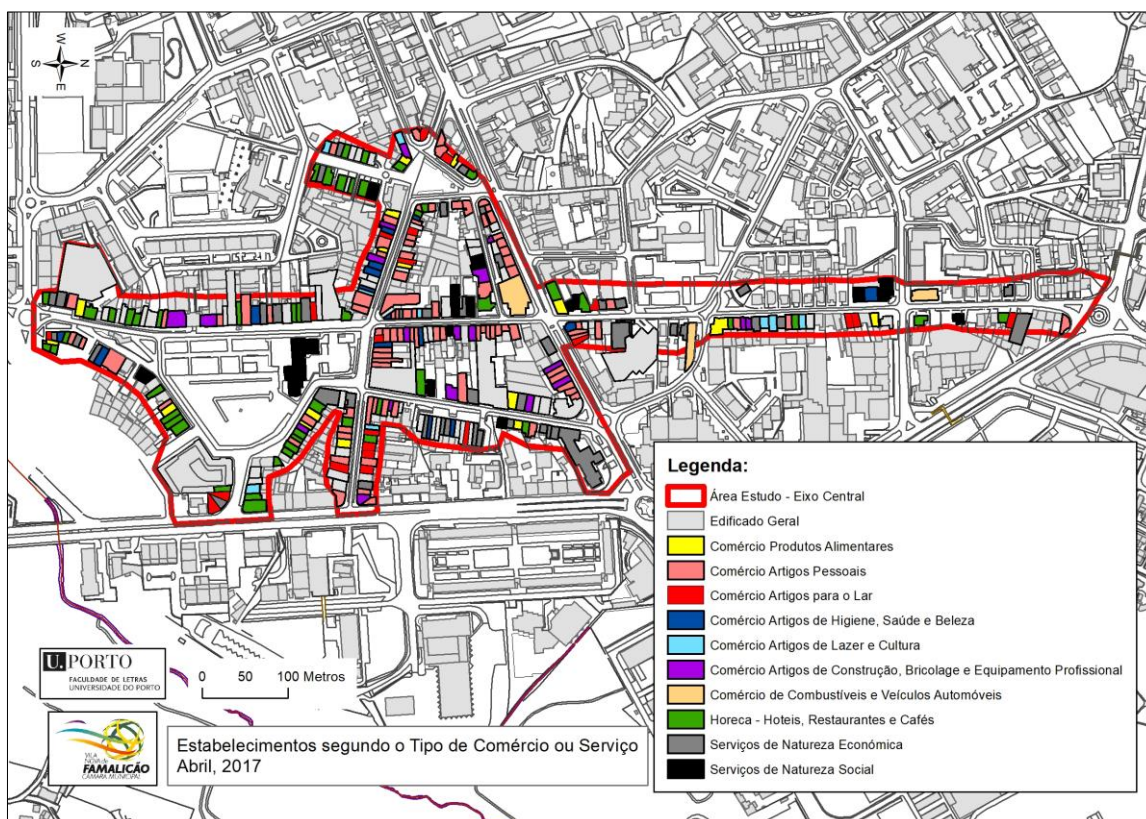 W
N
S
E
Legenda:
Área Estudo - Eixo Central
Edificado Geral
Comércio Produtos Alimentares
Comércio Artigos Pessoais
Comércio Artigos para o Lar
Comércio Artigos de Higiene, Saúde e Beleza
Comércio Artigos de Lazer e Cultura
Comércio Artigos de Construção, Bricolage e Equipamento Profissional
Comércio de Combustíveis e Veículos Automóveis
Horeca - Hoteis, Restaurantes e Cafés
Serviços de Natureza Económica
Serviços de Natureza Social
U. PORTO
FACULDADE DE LETRAS
UNIVERSIDADE DO PORTO
0 50 100 Metros
VILA
NOVA de
FAMALICÃO
CÂMARA MUNICIPAL
Estabelecimentos segundo o Tipo de Comércio ou Serviço
Abril, 2017